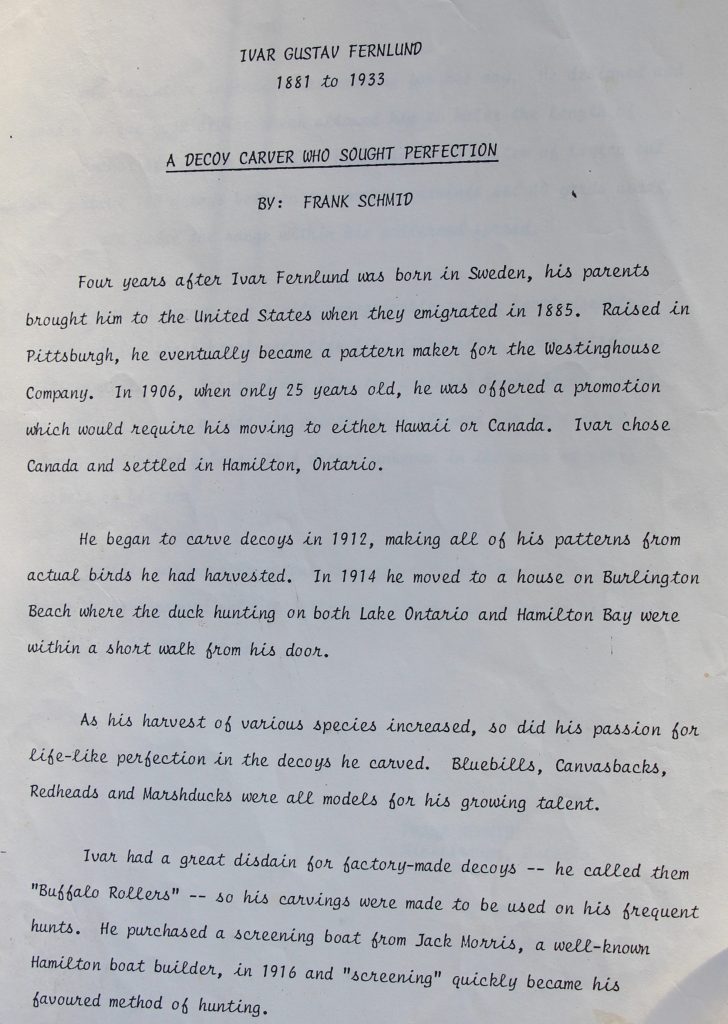 IVAR GUSTAV FERNLUND
1881 to 1933
A DECOY CARVER WHO SOUGHT PERFECTION
BY: FRANK SCHMID
Four years after Ivar Fernlund was born in Sweden, his parents
brought him to the United States when they emigrated in 1885. Raised in
Pittsburgh, he eventually became a pattern maker for the Westinghouse
Company. In 1906, when only 25 years old, he was offered a promotion
which would require his moving to either Hawaii or Canada. Ivar chose
Canada and settled in Hamilton, Ontario.
He began to carve decoys in 1912, making all of his patterns from
actual birds he had harvested. In 1914 he moved to a house on Burlington
Beach where the duck hunting on both Lake Ontario and Hamilton Bay were
within a short walk from his door.
As his harvest of various species increased, so did his passion for
life-like perfection in the decoys he carved. Bluebills, Canvasbacks,
Redheads and Marshducks were all models for his growing talent.
Ivar had a great disdain for factory-made decoys -- he called them
"Buffalo Rollers" -- so his carvings were made to be used on his frequent
hunts. He purchased a screening boat from Jack Morris, a well-known
Hamilton boat builder, in 1916 and "screening" quickly became his
favoured method of hunting.